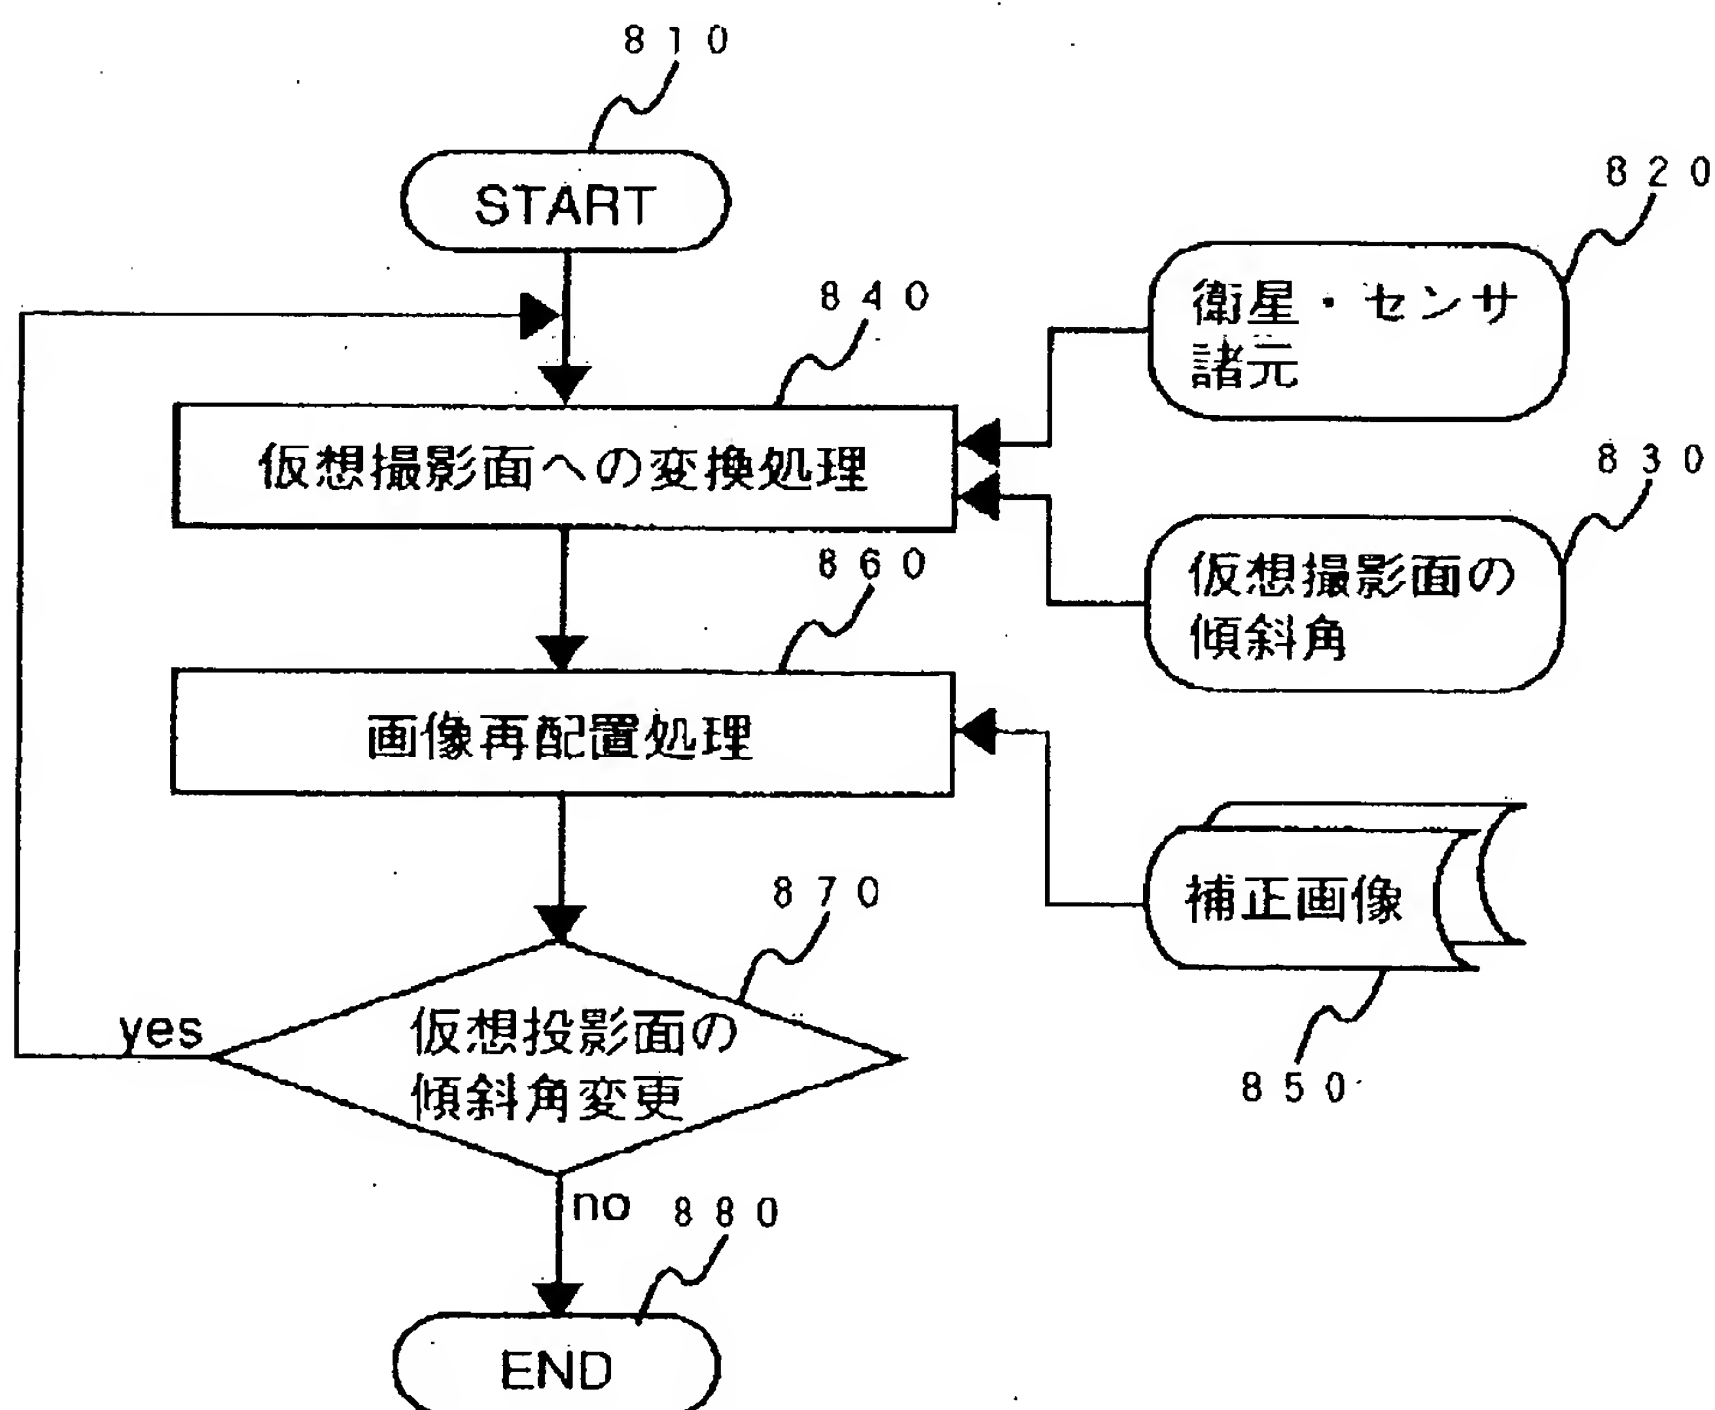 810
START
820
衛星・センサ
諸元
840
仮想撮影面への変換処理
830
仮想撮影面の
傾斜角
860
画像再配置処理
補正画像
850
870
仮想投影面の
傾斜角変更
yes
no
880
END